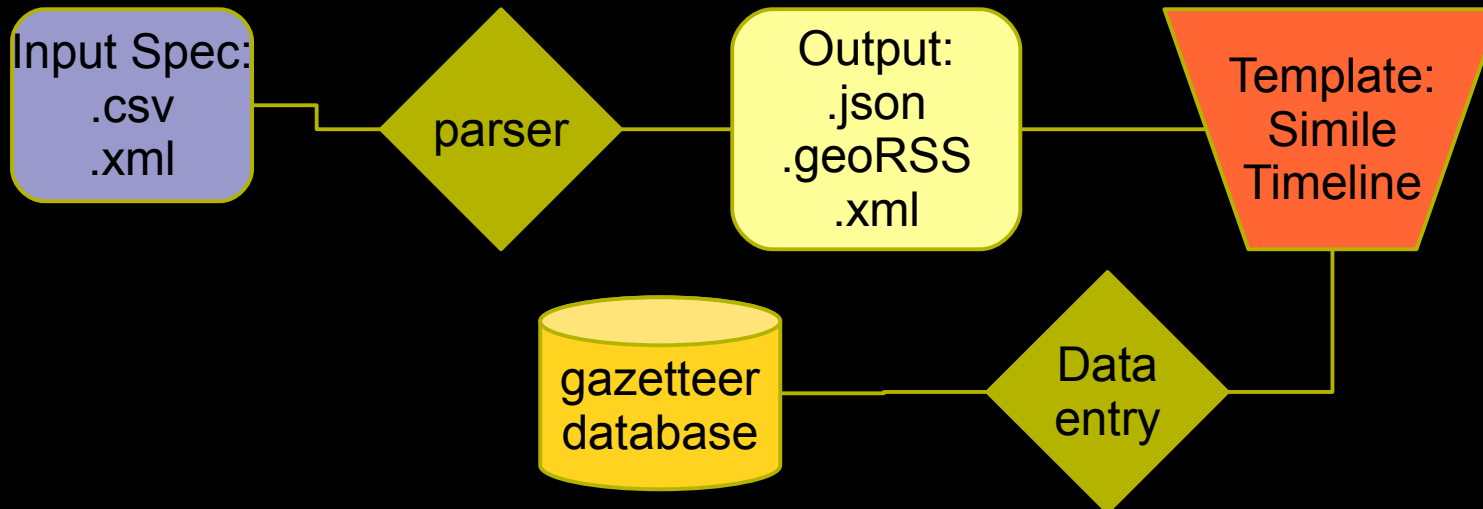 Input Spec:
.csv
.xml
parser
Output:
.json
.geoRSS
.xml
Template:
Simile
Timeline
gazetteer
database
Data
entry